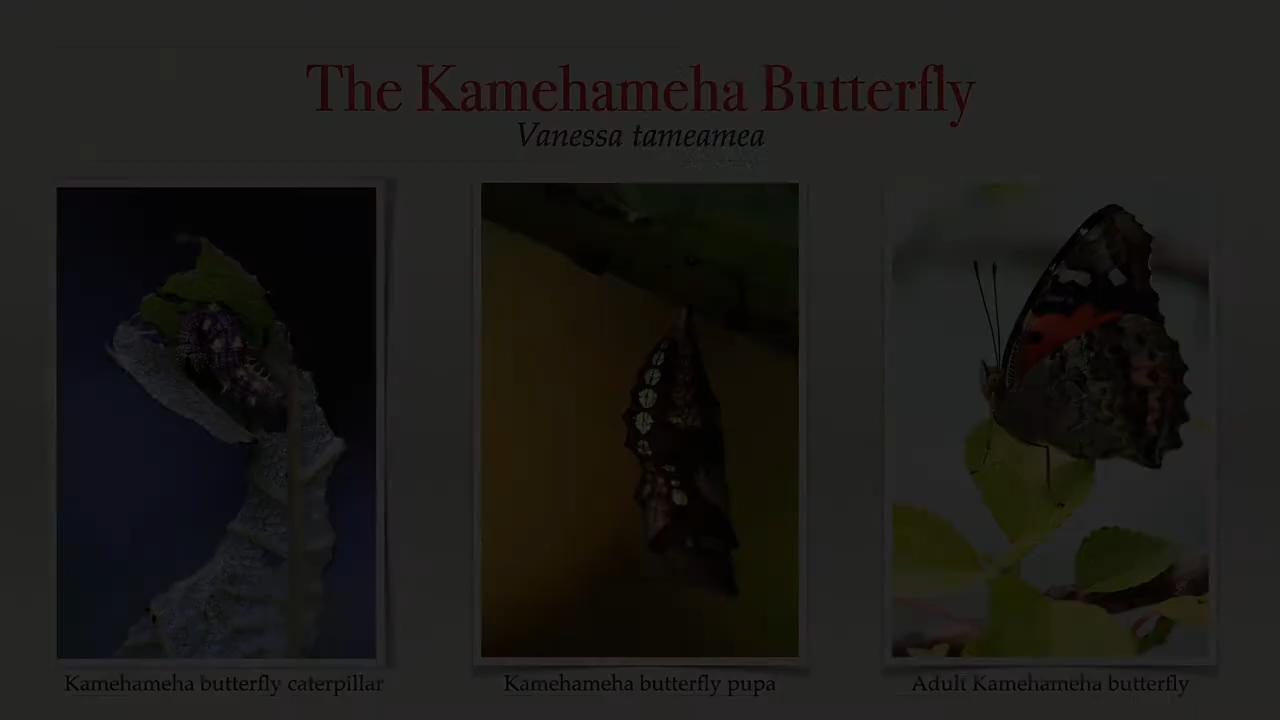 The Kamehameha Butterfly
Vanessa tameamea
Kamehameha butterfly caterpillar
Kamehameha butterfly pupa
Adult Kamehameha butterfly